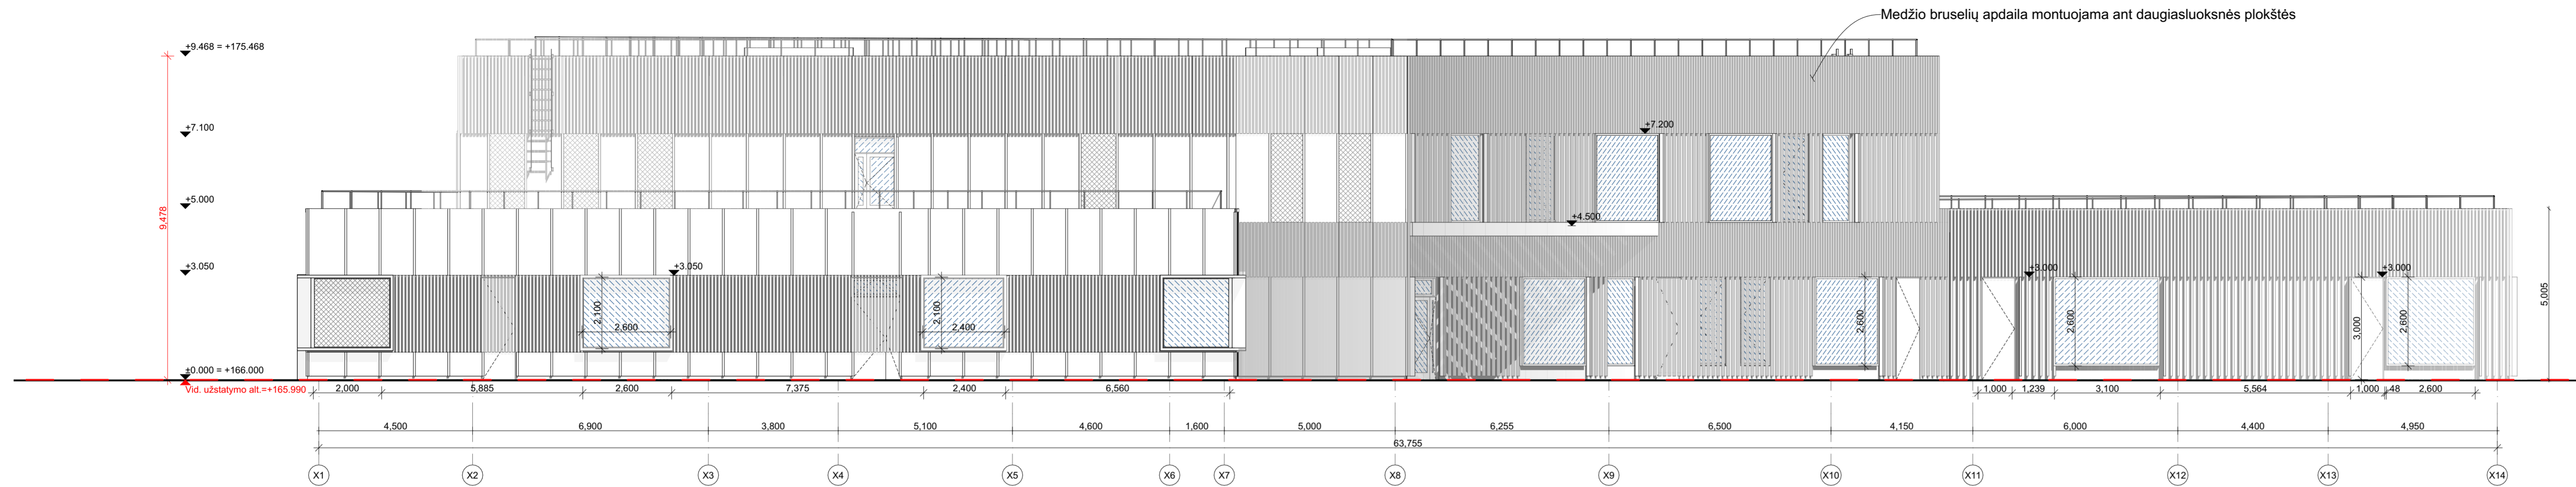 Medžio bruselių apdaila montuojama ant daugiasluoksnės plokštės
+9.468 = +175.468
+7.100
+7.200
+5.000
9,478
+4.500
+3.050
+3.050
+3.000
+3.000
5,005
2,100
2,600
2,100
2,400
2,600
2,600
3,000
2,600
±0.000 = +166.000
Vid. užstatymo alt.=+165.990
2,000 5,885 2,600 7,375 2,400 6,560 1,000 1,239 3,100 5,564 1,000 ,48 2,600
4,500 6,900 3,800 5,100 4,600 1,600 5,000 6,255 6,500 4,150 6,000 4,400 4,950
63,755
X1 X2 X3 X4 X5 X6 X7 X8 X9 X10 X11 X12 X13 X14